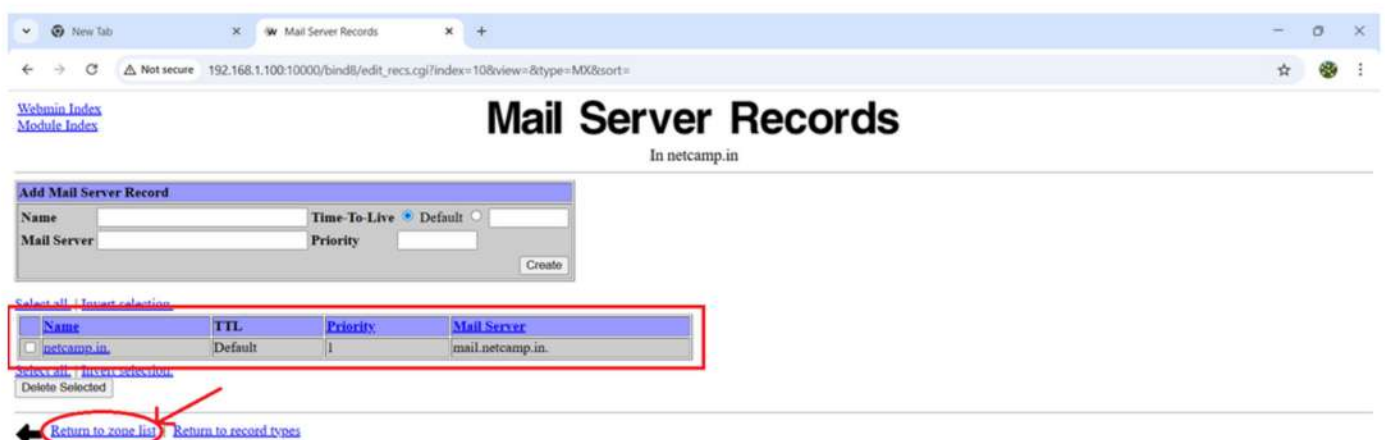 New Tab
Mail Server Records
Not secure 192.168.1.100:10000/bind8/edit_recs.cgi?index=10&view=&type=MX&sort=
Webmin Index
Module Index
Mail Server Records
In netcamp.in
Add Mail Server Record
Name Time-To-Live Default
Mail Server Priority
Create
Select all. | Invert selection.
Name TTL Priority Mail Server
netcamp.in. Default 1 mail.netcamp.in.
Select all. | Invert selection.
Delete Selected
Return to zone list | Return to record types